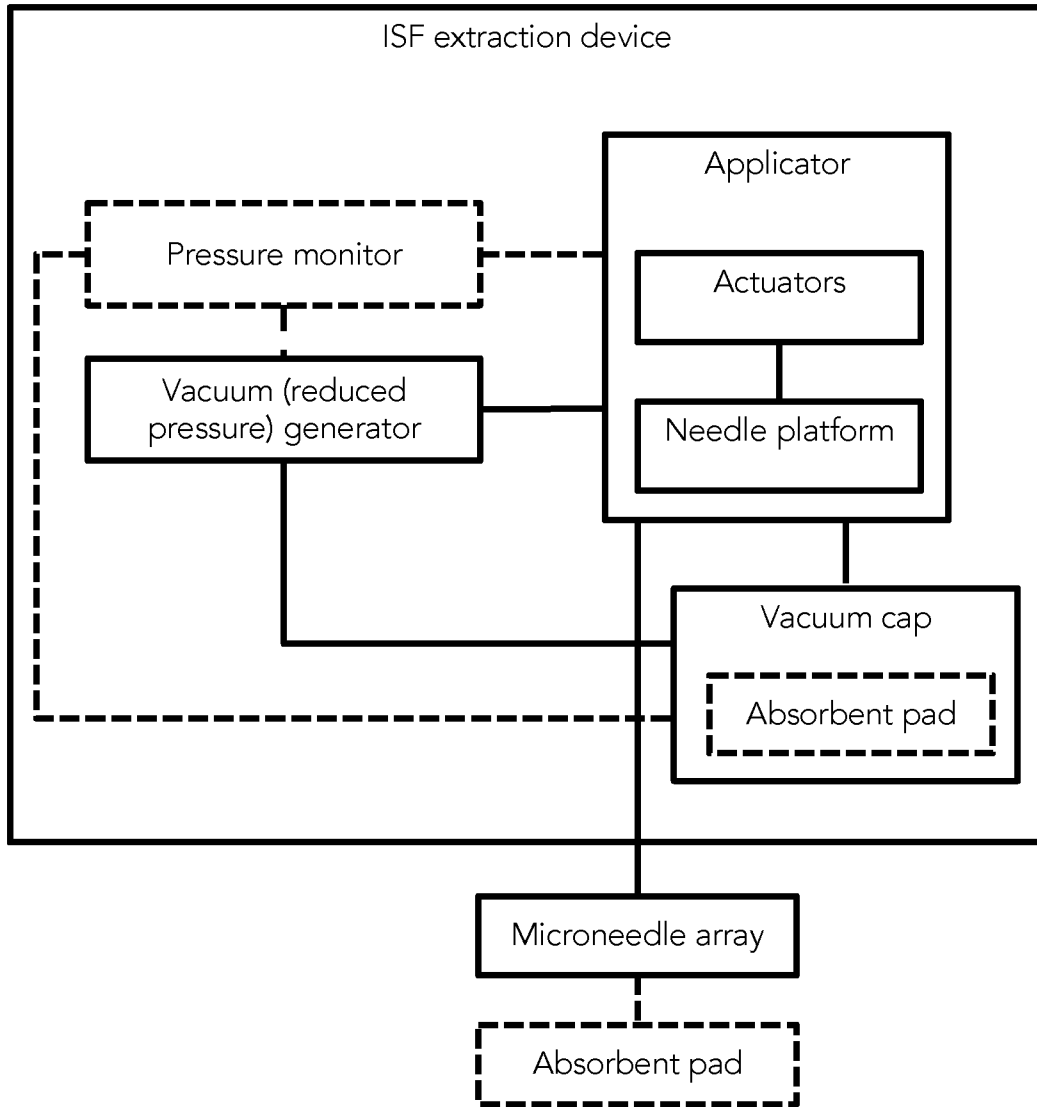 ISF extraction device
Applicator
Pressure monitor
Actuators
Vacuum (reduced
pressure) generator
Needle platform
Vacuum cap
Absorbent pad
Microneedle array
Absorbent pad